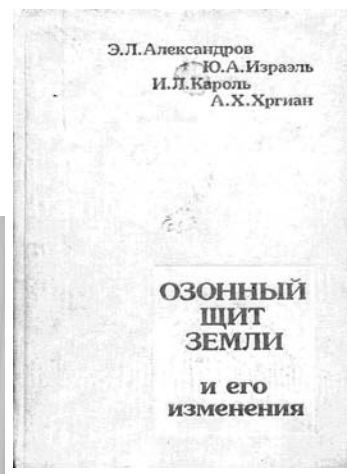 Э.Л.Александров
Ю.А.Израэль
И.Л.Кароль
А.Х.Хргиан
ОЗОННЫЙ
ЩИТ
ЗЕМЛИ
и его
изменения